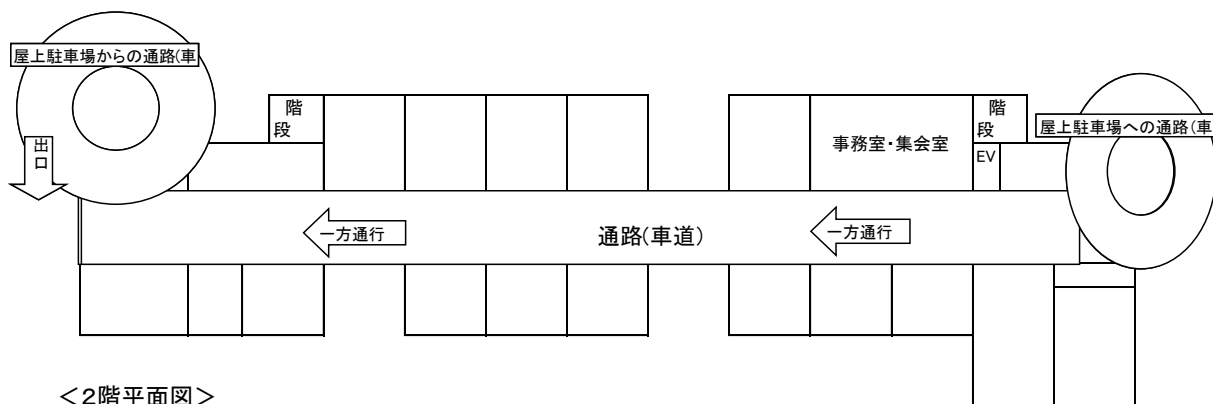 屋上駐車場からの通路(車
階
段
階
段
屋上駐車場への通路(車
出
口
事務室・集会室
EV
一方通行
通路(車道)
一方通行
<2階平面図>